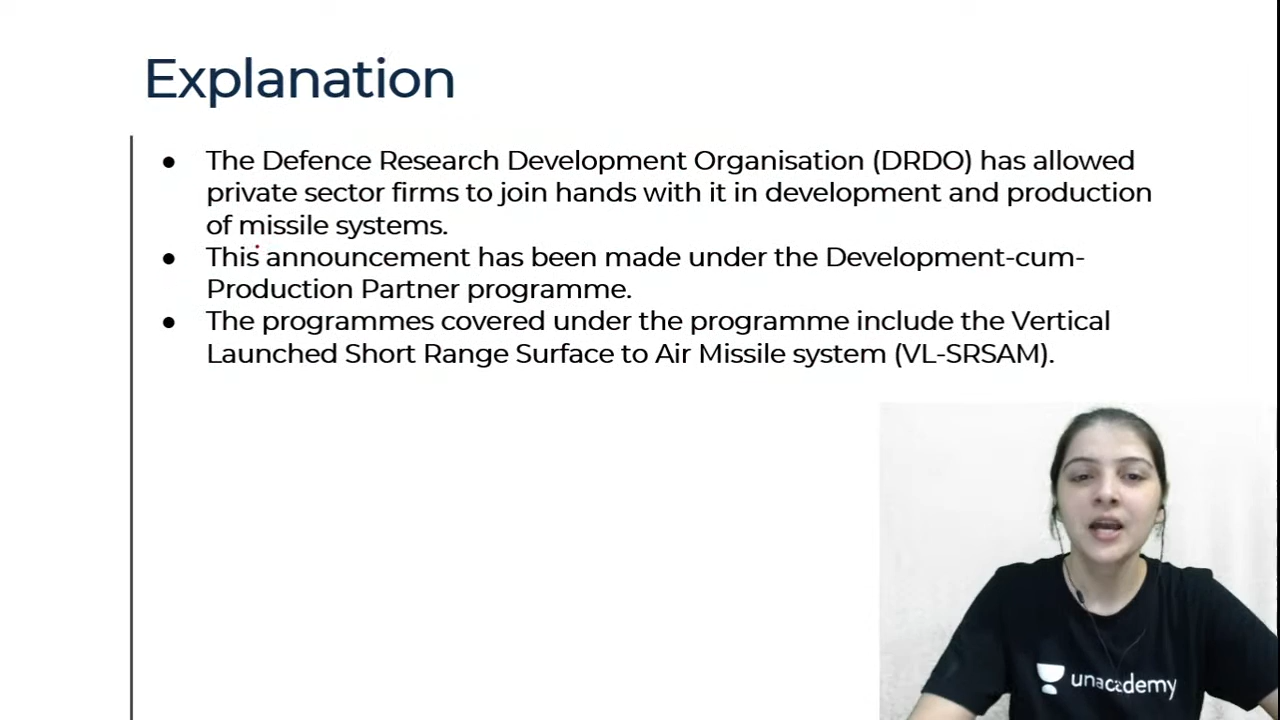 Explanation
● The Defence Research Development Organisation (DRDO) has allowed
private sector firms to join hands with it in development and production
of missile systems.
● This announcement has been made under the Development-cum-
Production Partner programme.
● The programmes covered under the programme include the Vertical
Launched Short Range Surface to Air Missile system (VL-SRSAM).
unacademy